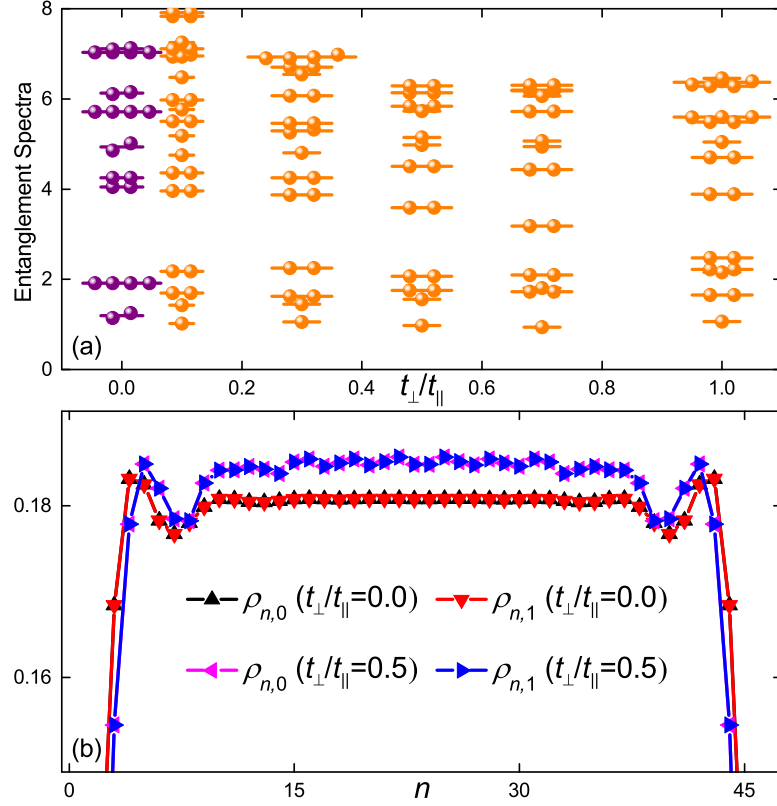 8
6
4
2
0
Entanglement Spectra
(a)
0.0 0.2 0.4 0.6 0.8 1.0
t⊥/t∥
0.18
0.16
ρn,0 (t⊥/t∥=0.0) ρn,1 (t⊥/t∥=0.0)
ρn,0 (t⊥/t∥=0.5) ρn,1 (t⊥/t∥=0.5)
(b)
0 15 30 45
n